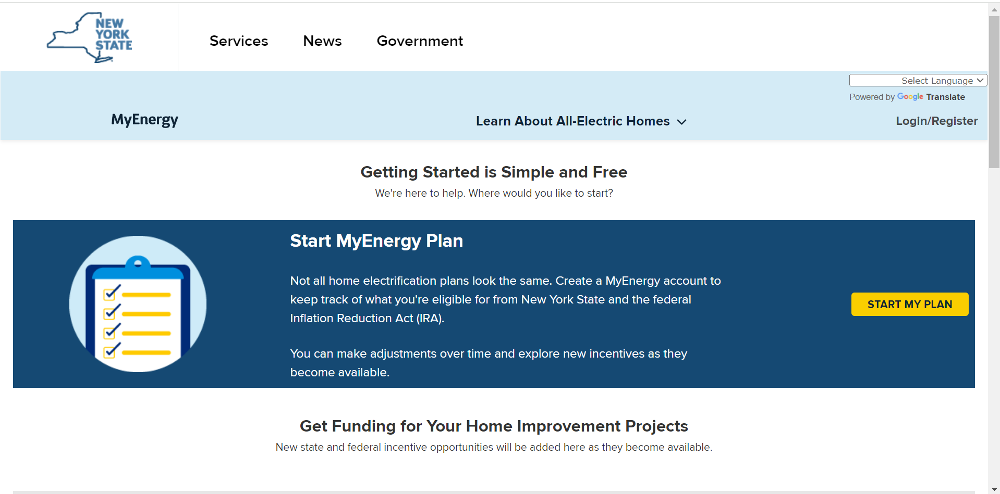 NEW
YORK
STATE
Services
News
Government
Select Language
Powered by Google Translate
MyEnergy
Learn About All-Electric Homes
Login/Register
Getting Started is Simple and Free
We're here to help. Where would you like to start?
Start MyEnergy Plan
Not all home electrification plans look the same. Create a MyEnergy account to
keep track of what you're eligible for from New York State and the federal
Inflation Reduction Act (IRA).
You can make adjustments over time and explore new incentives as they
become available.
START MY PLAN
Get Funding for Your Home Improvement Projects
New state and federal incentive opportunities will be added here as they become available.